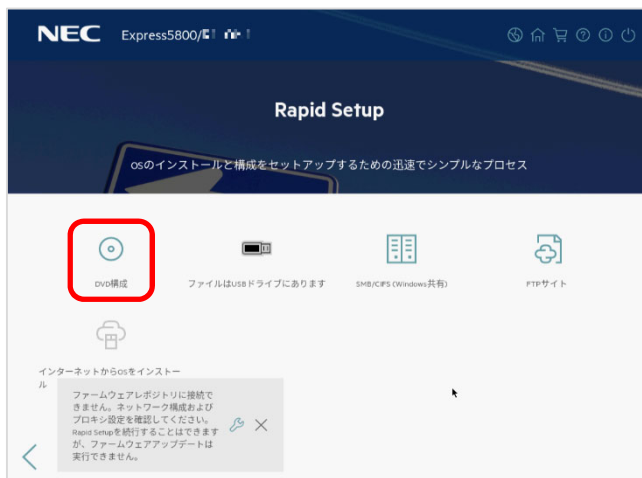 NEC Express5800/
Rapid Setup
OSのインストールと構成をセットアップするための迅速でシンプルなプロセス
DVD構成
ファイルはUSBドライブにあります
SMB/CIFS (Windows共有)
FTPサイト
インターネットからOSをインストー
ル
ファームウェアレポジトリに接続で
きません。ネットワーク構成および
プロキシ設定を確認してください。
Rapid Setupを続行することはできます
が、ファームウェアアップデートは
実行できません。